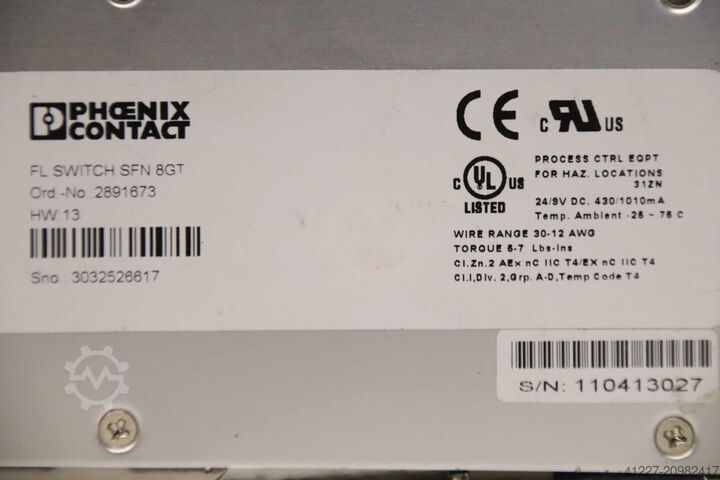 PHŒNIX
CONTACT
FL SWITCH SFN 8GT
Ord.-No. 2891673
HW:13
Sno.: 3032526617
CE
c RU US
C UL US
LISTED
PROCESS CTRL EQPT
FOR HAZ. LOCATIONS
31ZN
24/9V DC. 430/1010mA
Temp. Ambient -25 ~ 75 C
WIRE RANGE 30-12 AWG
TORQUE 5-7 Lbs-Ins
Cl.Zn.2 AEx nC IIC T4/EX nC IIC T4
Cl.I,Div. 2,Grp. A-D,Temp Code T4
S/N: 110413027
41227-20982417